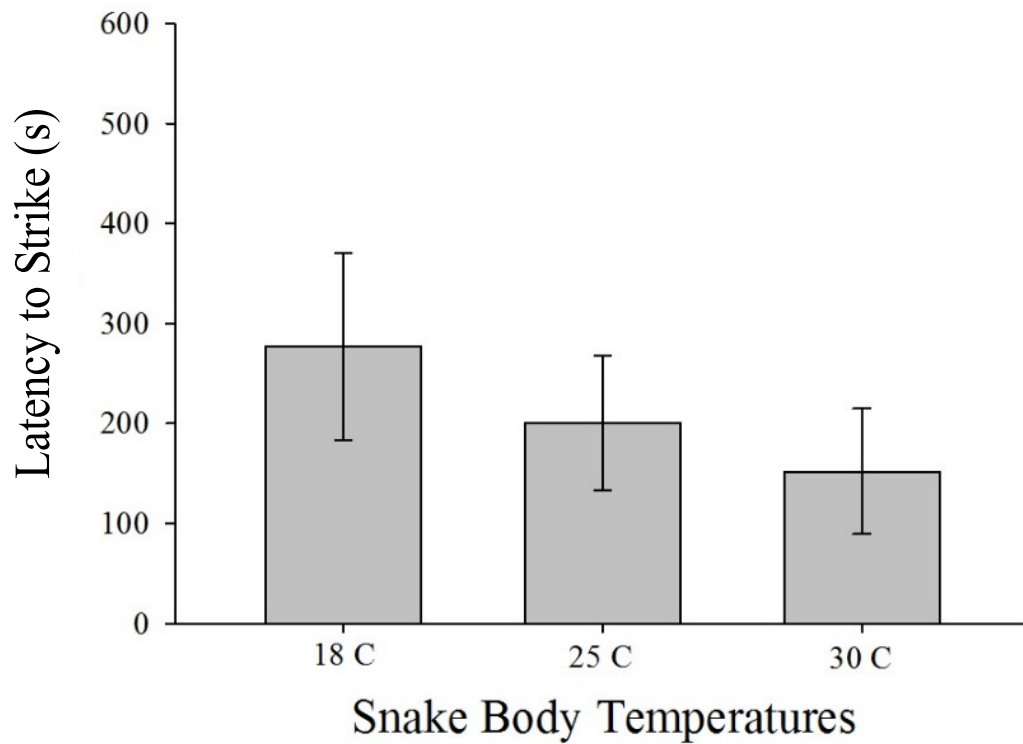 600
500
400
300
200
100
0
Latency to Strike (s)
18 C
25 C
30 C
Snake Body Temperatures